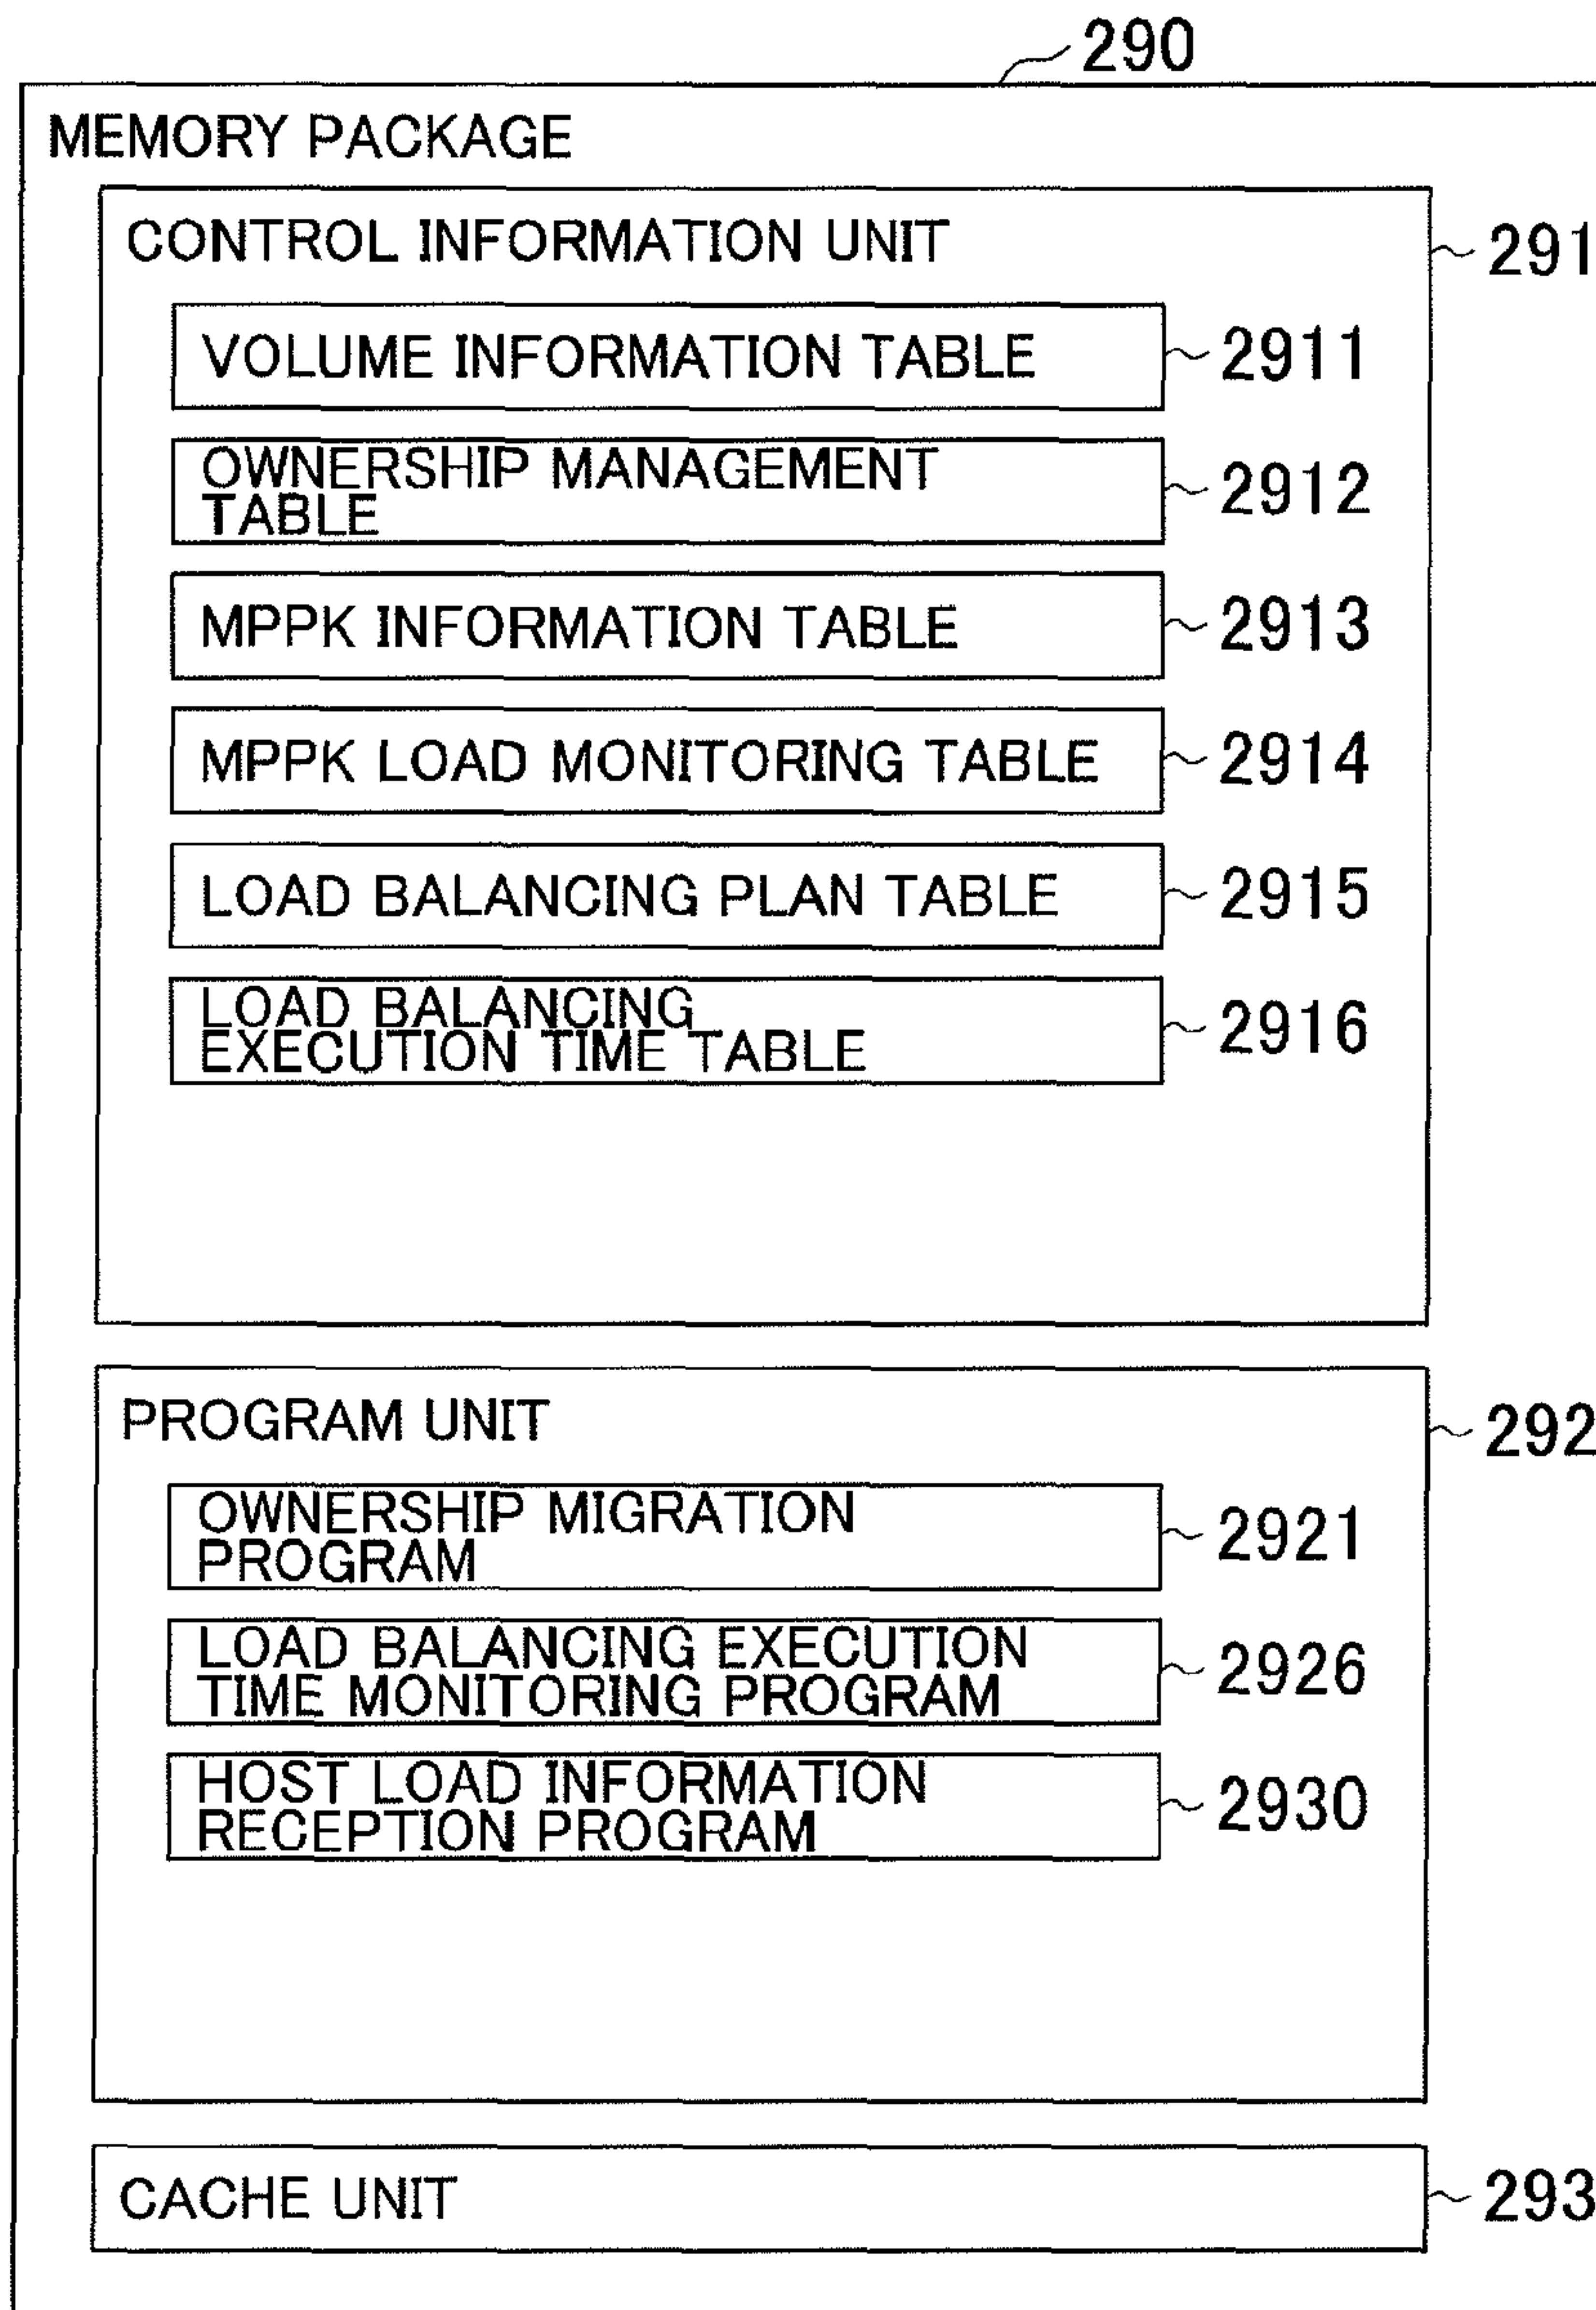 290
MEMORY PACKAGE
CONTROL INFORMATION UNIT
291
VOLUME INFORMATION TABLE
2911
OWNERSHIP MANAGEMENT
TABLE
2912
MPPK INFORMATION TABLE
2913
MPPK LOAD MONITORING TABLE
2914
LOAD BALANCING PLAN TABLE
2915
LOAD BALANCING
EXECUTION TIME TABLE
2916
PROGRAM UNIT
292
OWNERSHIP MIGRATION
PROGRAM
2921
LOAD BALANCING EXECUTION
TIME MONITORING PROGRAM
2926
HOST LOAD INFORMATION
RECEPTION PROGRAM
2930
CACHE UNIT
293